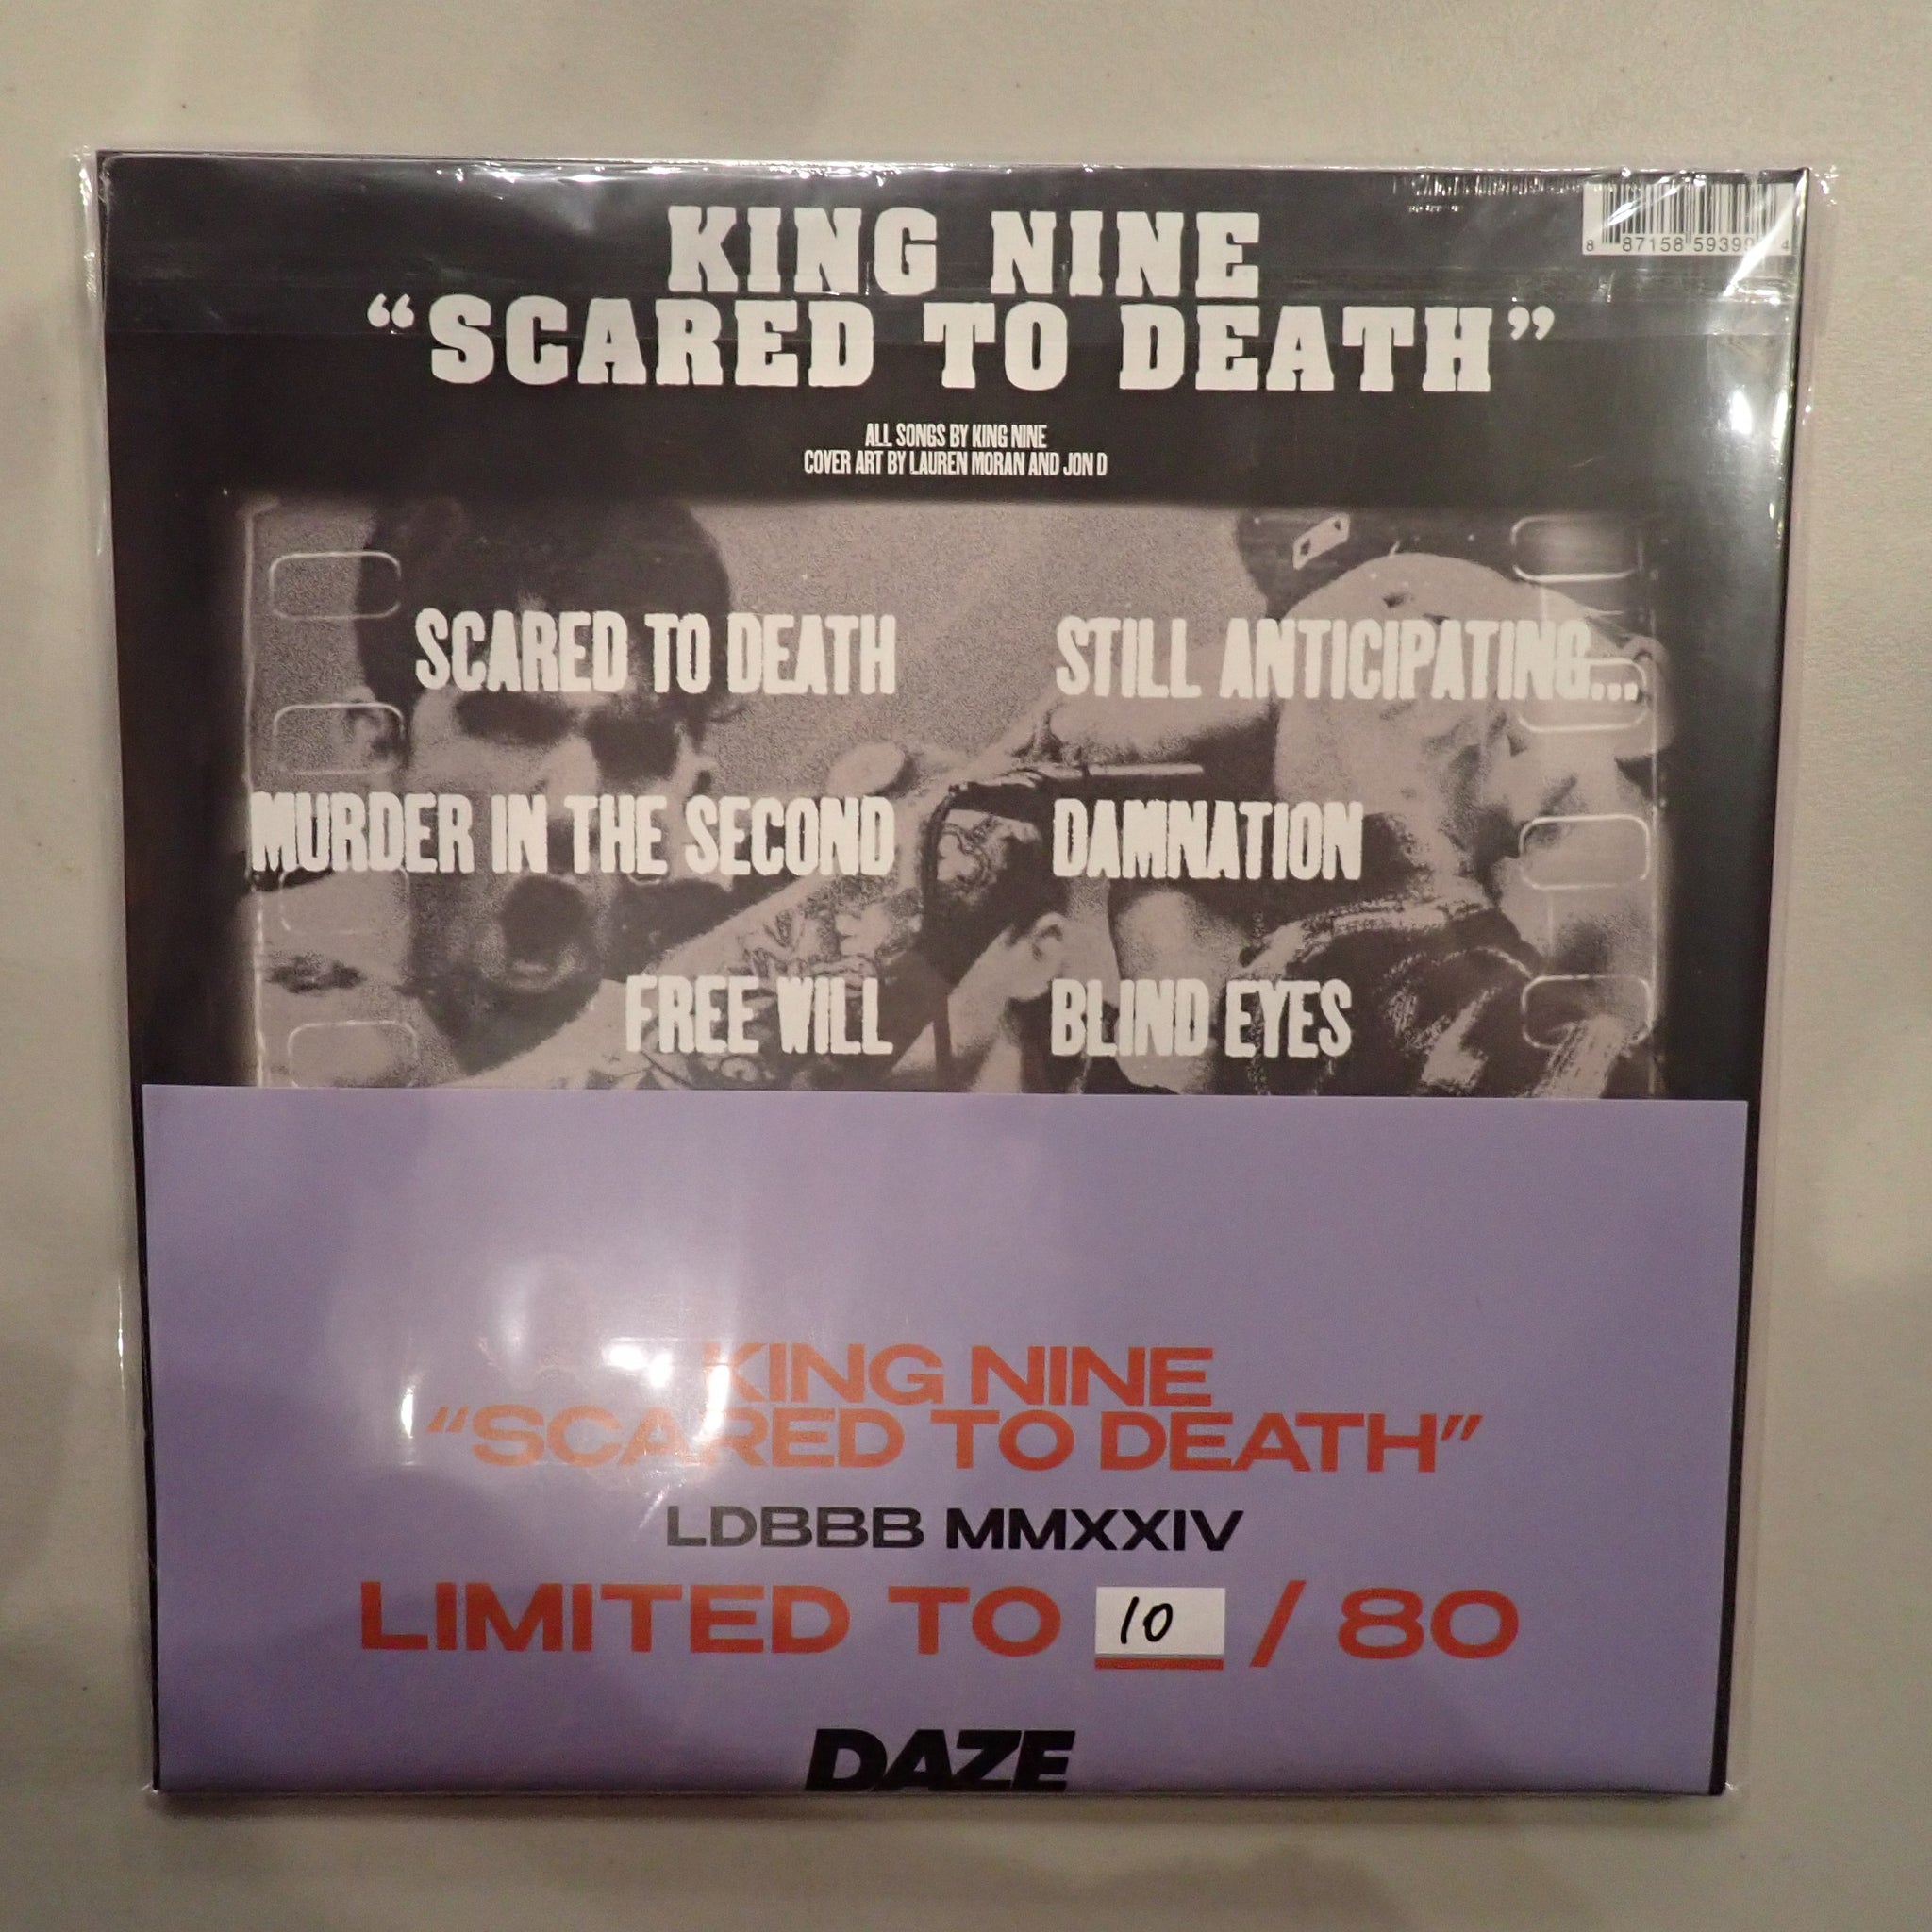 KING NINE
“SCARED TO DEATH”
ALL SONGS BY KING NINE
COVER ART BY LAUREN MORAN AND JON D
SCARED TO DEATH
MURDER IN THE SECOND
FREE WILL
STILL ANTICIPATING...
DAMNATION
BLIND EYES
KING NINE
“SCARED TO DEATH”
LDBBB MMXXIV
LIMITED TO 10 / 80
DAZE